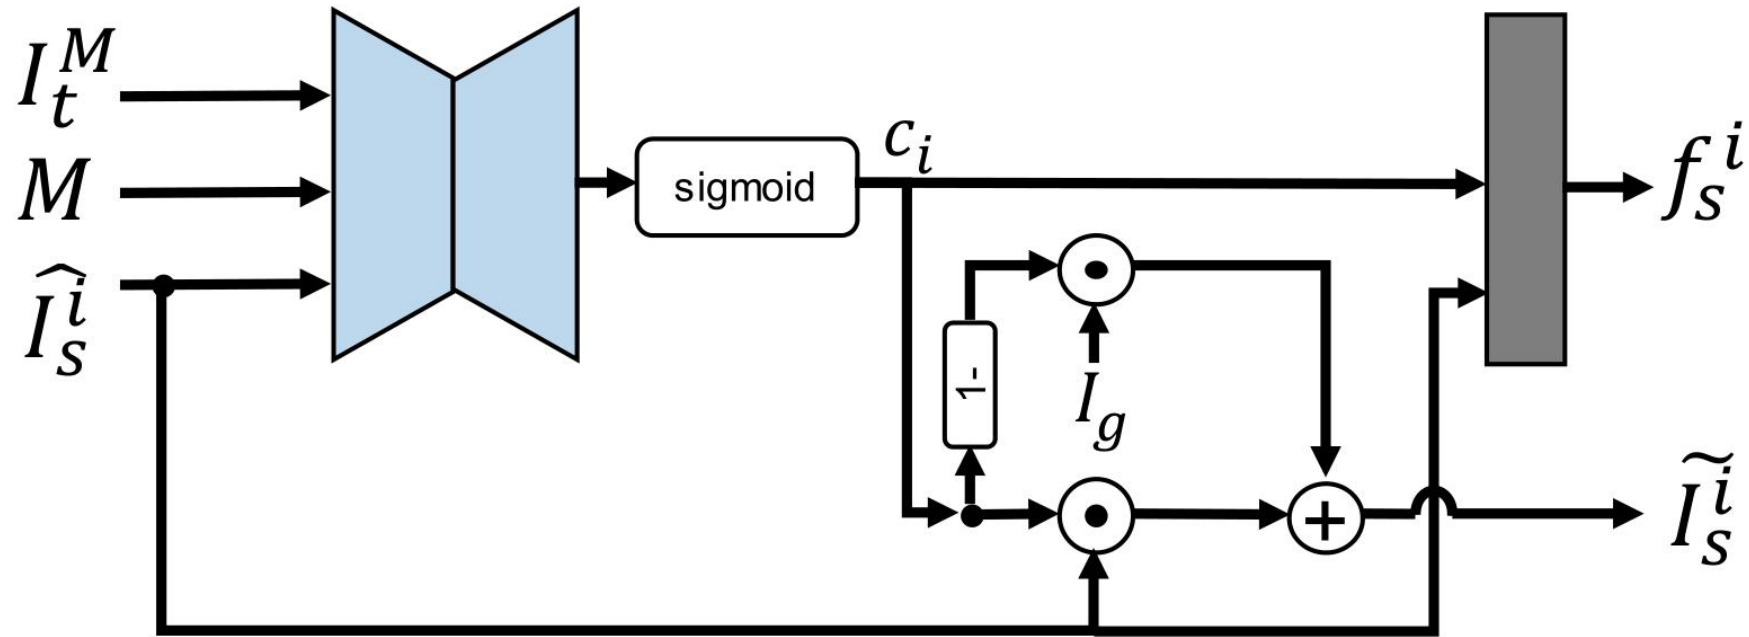 I_t^M
M
\hat{I_s^i}
sigmoid
c_i
1-
I_g
f_s^i
\tilde{I_s^i}